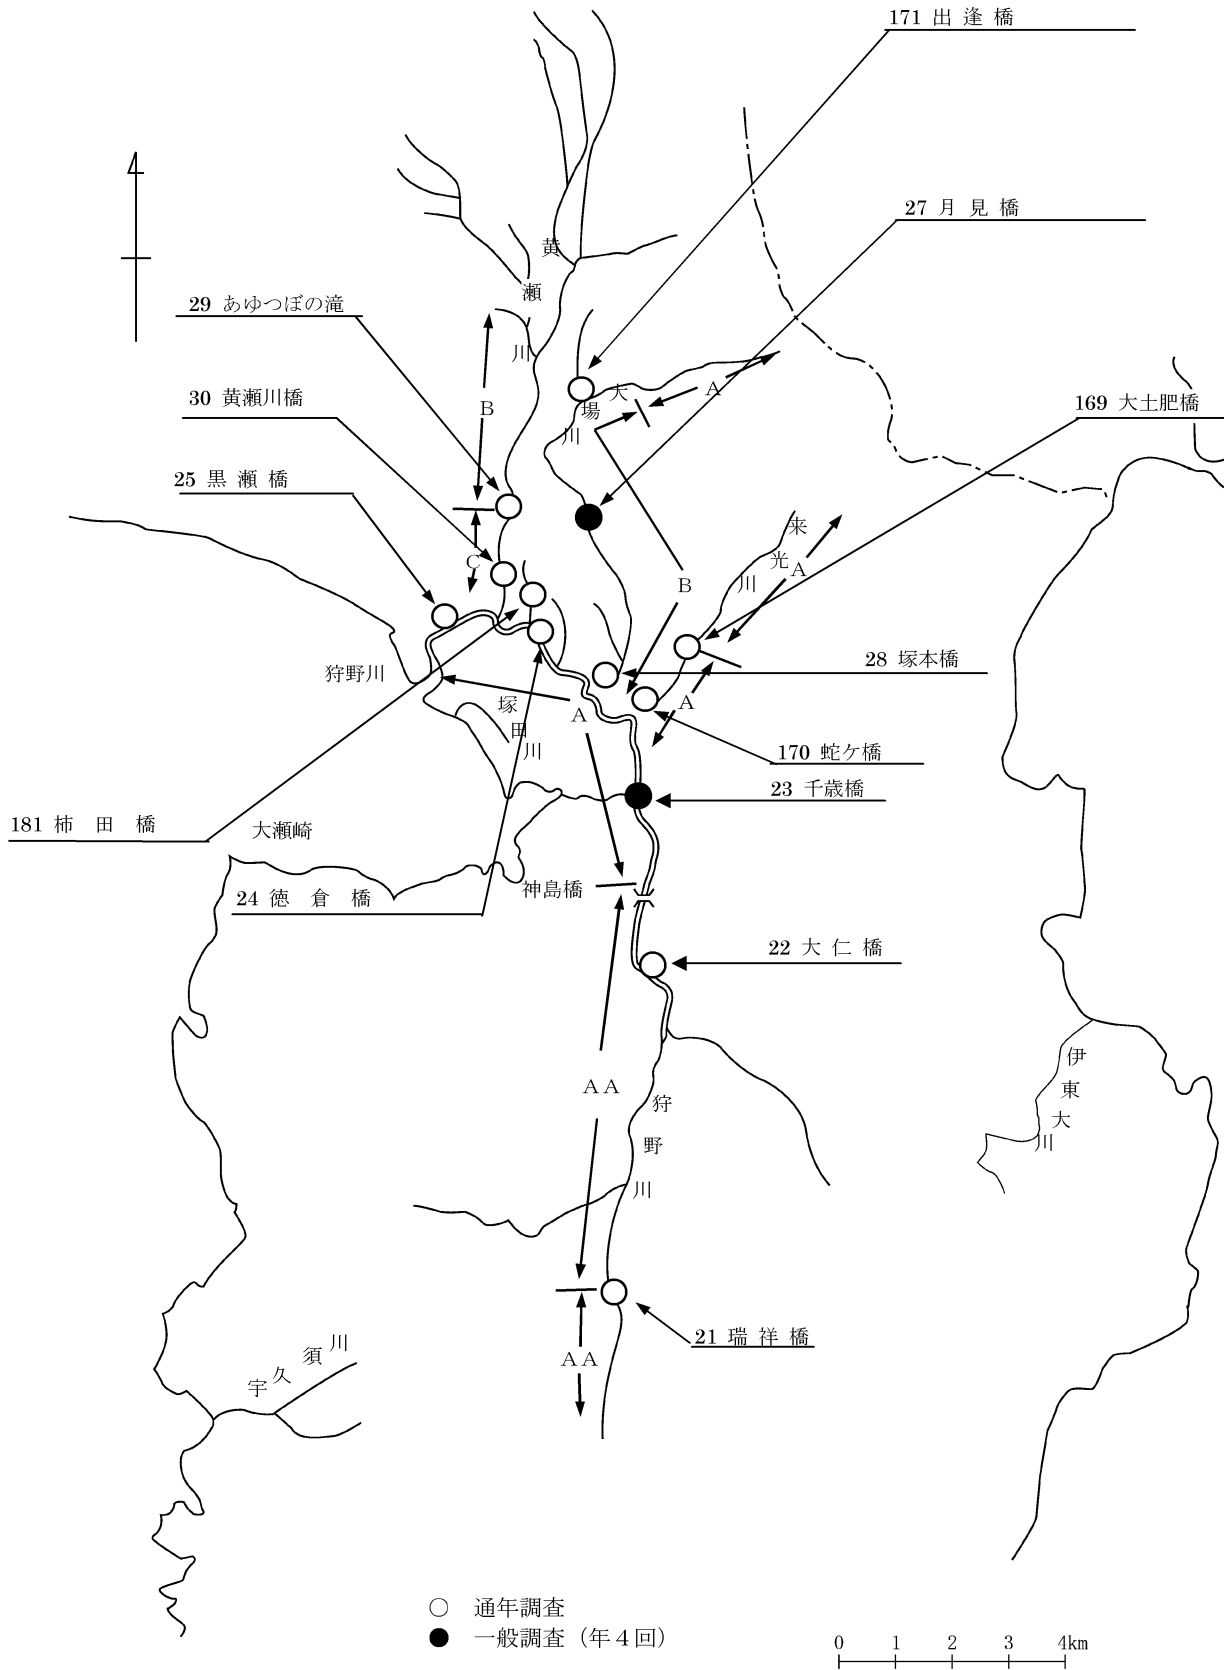 171 出逢橋
27 月見橋
黄瀬川
29 あゆつぼの滝
大場川
A
B
30 黄瀬川橋
169 大土肥橋
25 黒瀬橋
来光川
A
C
B
28 塚本橋
狩野川
A
塚田川
A
170 蛇ケ橋
23 千歳橋
181 柿田橋
大瀬崎
神島橋
24 徳倉橋
22 大仁橋
伊東大川
ＡＡ
狩野川
21 瑞祥橋
ＡＡ
宇久須川
○ 通年調査
● 一般調査（年４回）
0 1 2 3 4km